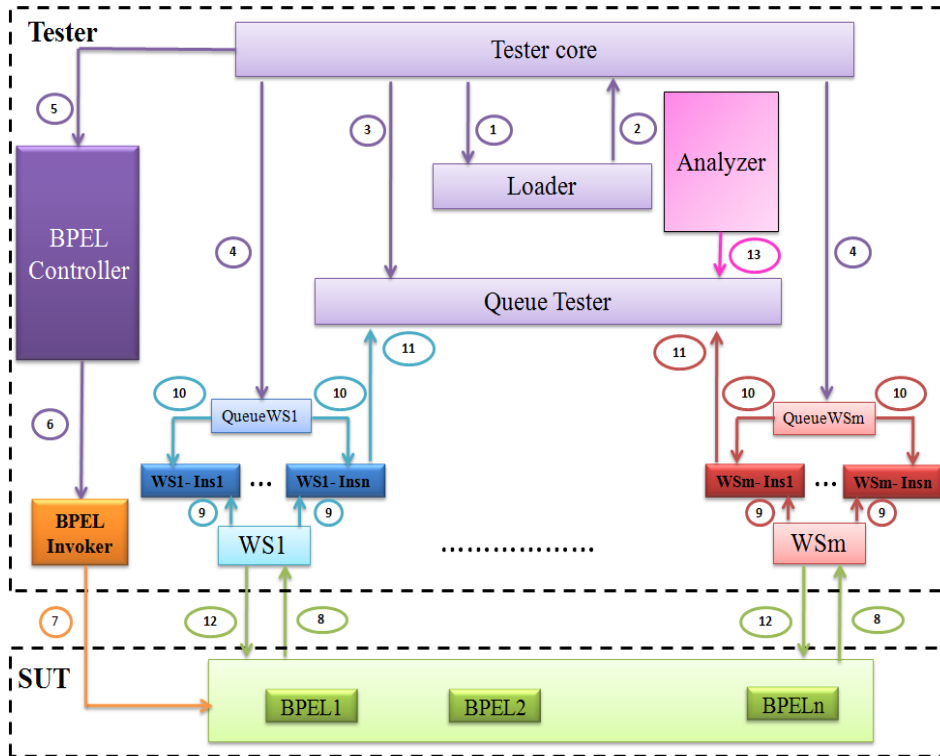 Tester
Tester core
5
3
1
2
Analyzer
Loader
BPEL
Controller
4
13
4
Queue Tester
11
11
10
10
10
10
6
QueueWS1
QueueWSm
WS1- Ins1
...
WS1- Insn
WSm- Ins1
...
WSm- Insn
9
9
9
9
BPEL
Invoker
WS1
................
WSm
7
12
8
12
8
SUT
BPEL1
BPEL2
BPELn